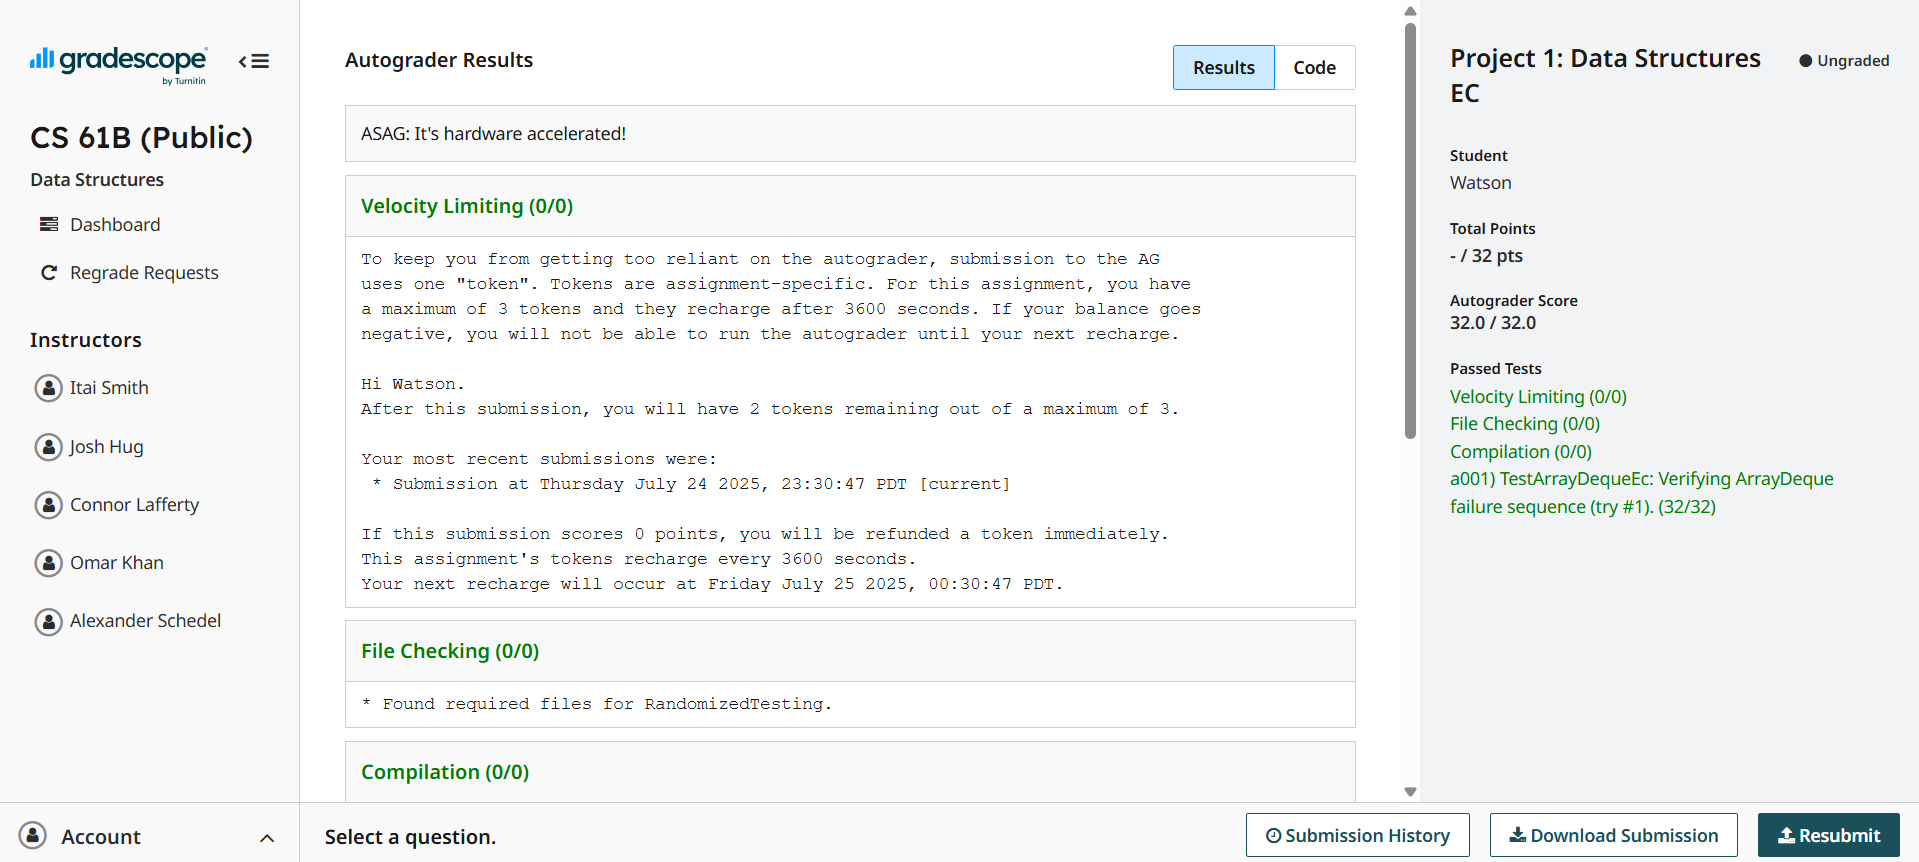 gradescope
by Turnitin
CS 61B (Public)
Data Structures
Dashboard
Regrade Requests
Instructors
Itai Smith
Josh Hug
Connor Lafferty
Omar Khan
Alexander Schedel
Account
Autograder Results
Results
Code
ASAG: It's hardware accelerated!
Velocity Limiting (0/0)
To keep you from getting too reliant on the autograder, submission to the AG
uses one "token". Tokens are assignment-specific. For this assignment, you have
a maximum of 3 tokens and they recharge after 3600 seconds. If your balance goes
negative, you will not be able to run the autograder until your next recharge.
Hi Watson.
After this submission, you will have 2 tokens remaining out of a maximum of 3.
Your most recent submissions were:
* Submission at Thursday July 24 2025, 23:30:47 PDT [current]
If this submission scores 0 points, you will be refunded a token immediately.
This assignment's tokens recharge every 3600 seconds.
Your next recharge will occur at Friday July 25 2025, 00:30:47 PDT.
File Checking (0/0)
* Found required files for RandomizedTesting.
Compilation (0/0)
Project 1: Data Structures
EC
Ungraded
Student
Watson
Total Points
- / 32 pts
Autograder Score
32.0 / 32.0
Passed Tests
Velocity Limiting (0/0)
File Checking (0/0)
Compilation (0/0)
a001) TestArrayDequeEc: Verifying ArrayDeque
failure sequence (try #1). (32/32)
Select a question.
Submission History
Download Submission
Resubmit